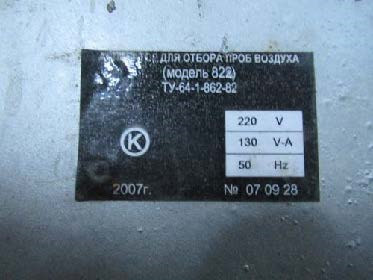 ДЛЯ ОТБОРА ПРОБ ВОЗДУХА
(модель 822)
ТУ-64-1-862-82
220 V
130 V-A
50 Hz
K
2007г.
№ 07 09 28